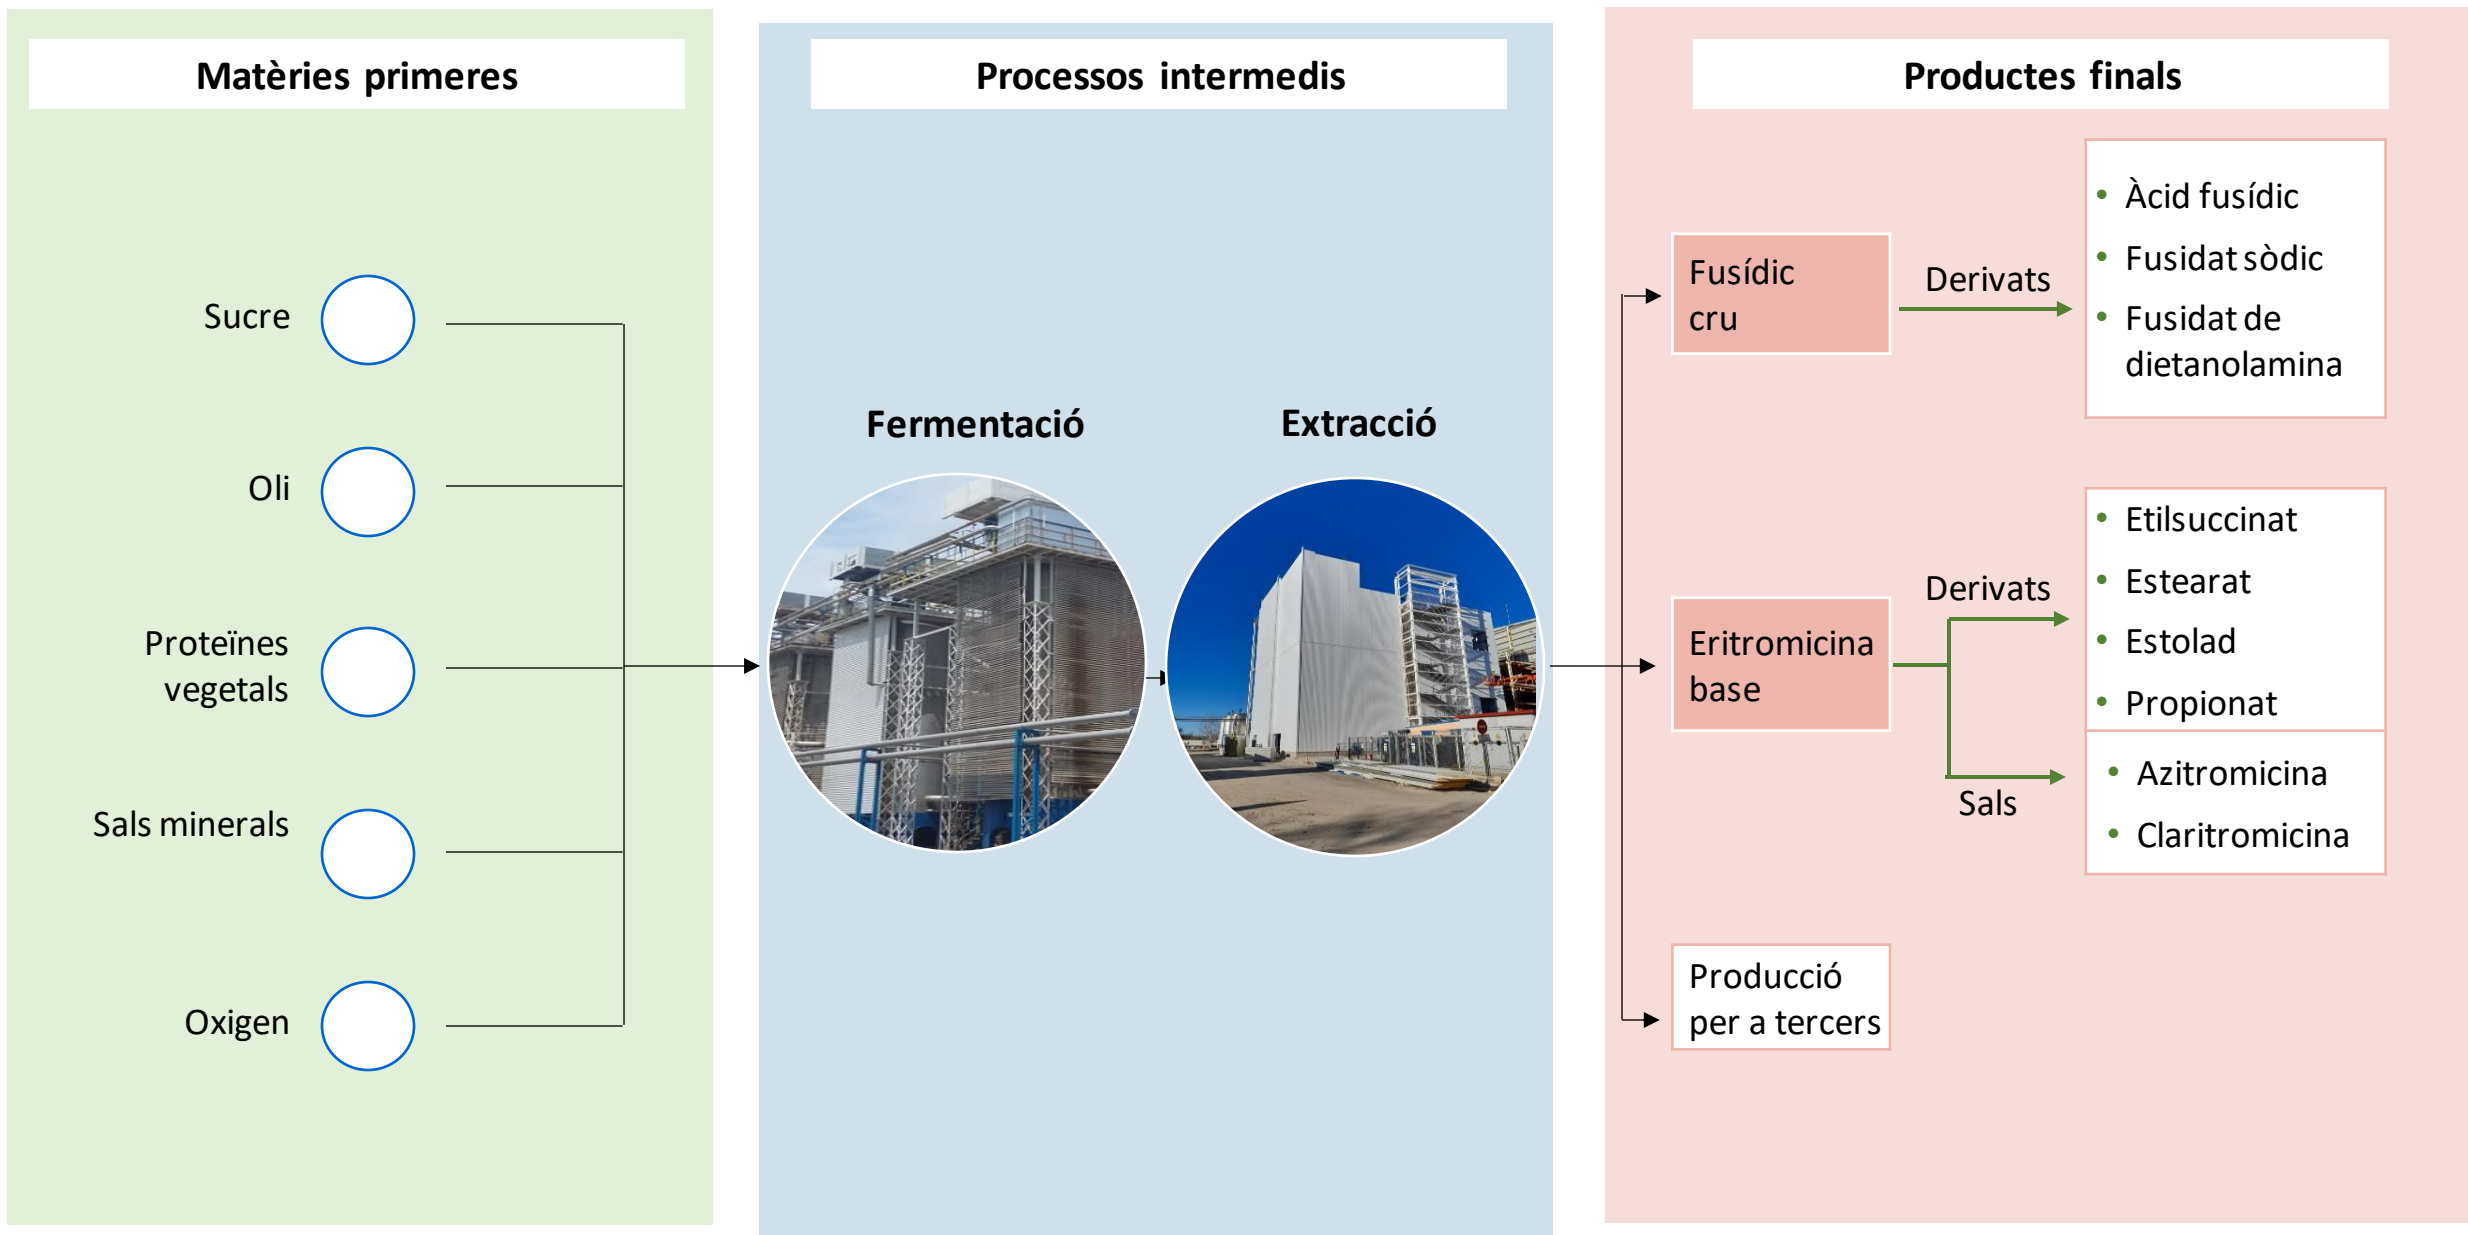 Matèries primeres
Sucre
Oli
Proteïnes
vegetals
Sals minerals
Oxigen
Processos intermedis
Fermentació
Extracció
Productes finals
Fusídic
cru
Derivats
• Àcid fusídic
• Fusidat sòdic
• Fusidat de
dietanolamina
Eritromicina
base
Derivats
• Etilsuccinat
• Estearat
• Estolad
• Propionat
Sals
• Azitromicina
• Claritromicina
Producció
per a tercers